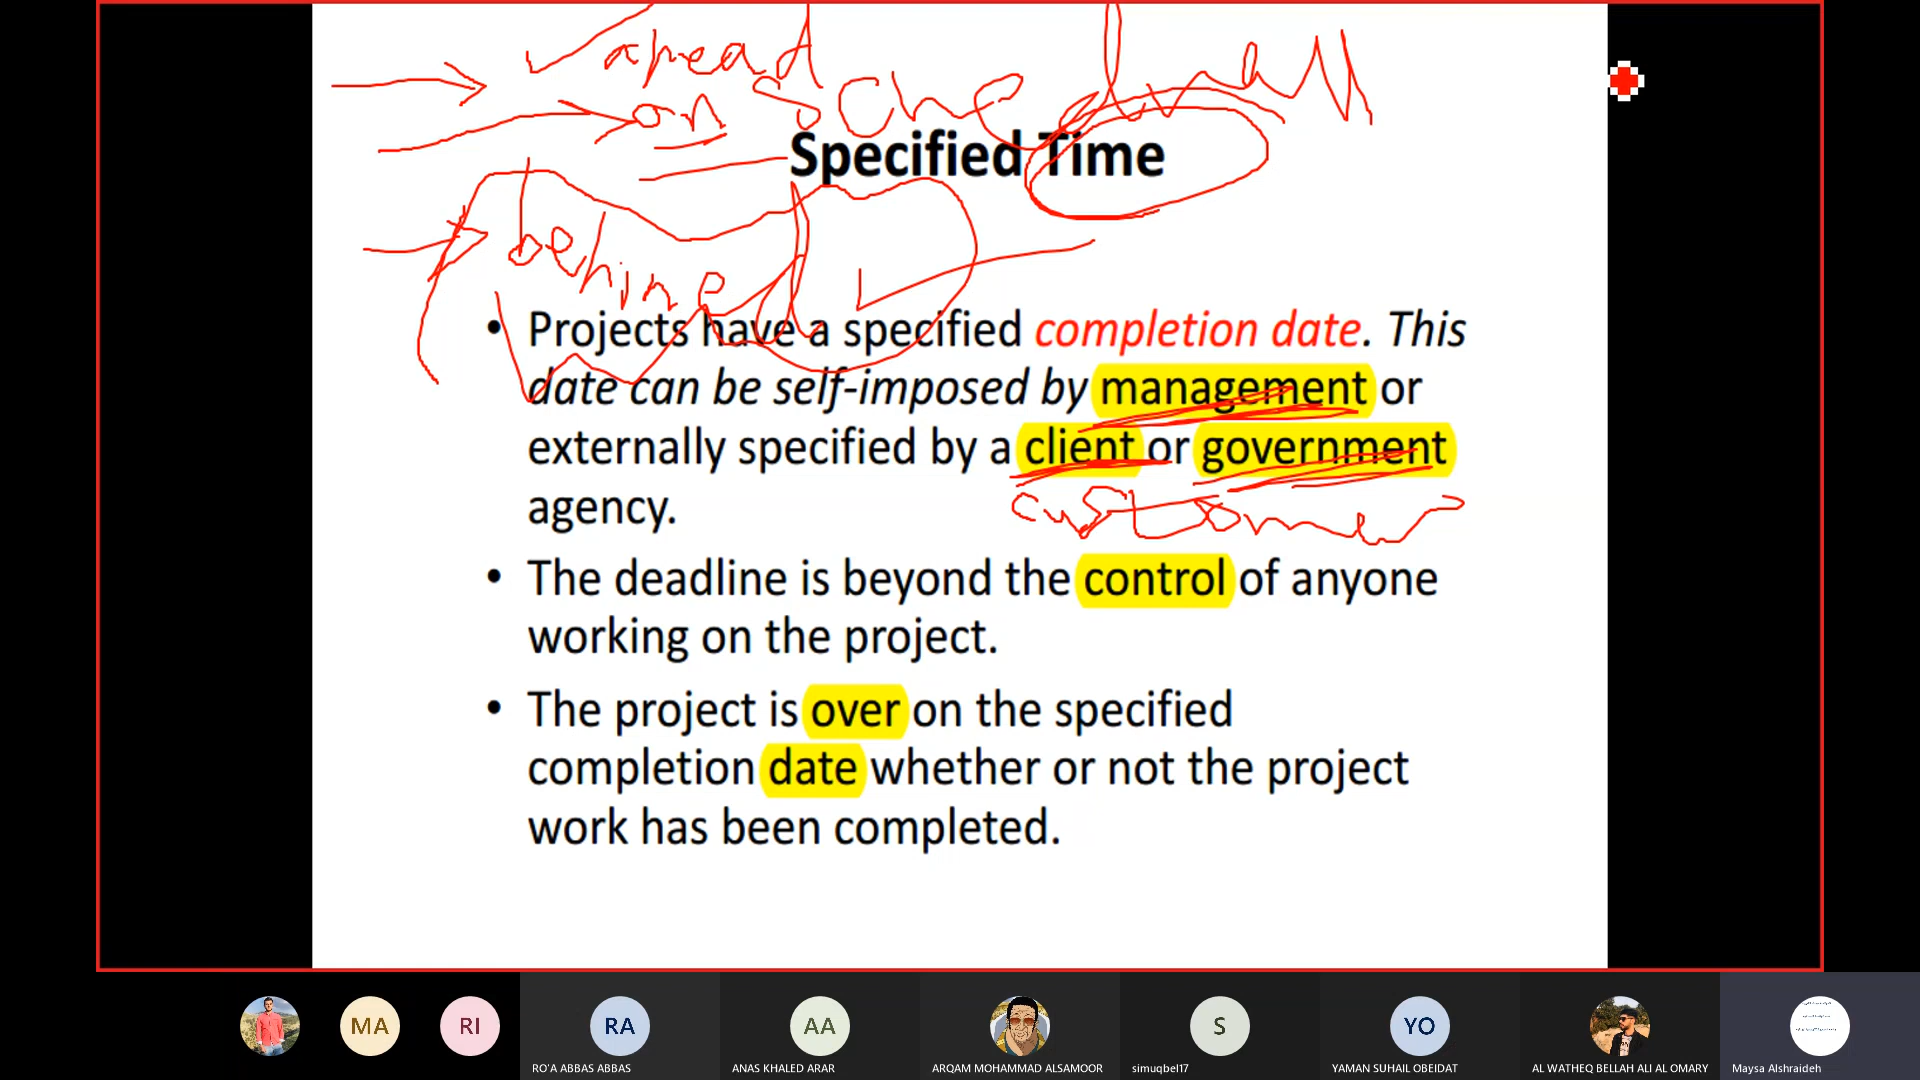 ahead
on scheduall
Specified Time
behined
• Projects have a specified completion date. This
date can be self-imposed by management or
externally specified by a client or government
agency.
customer
• The deadline is beyond the control of anyone
working on the project.
• The project is over on the specified
completion date whether or not the project
work has been completed.
MA RI RA AA S YO
RO'A ABBAS ABBAS ANAS KHALED ARAR ARQAM MOHAMMAD ALSAMOOR simuqbel17 YAMAN SUHAIL OBEIDAT AL WATHEQ BELLAH ALI AL OMARY Maysa Alshraideh